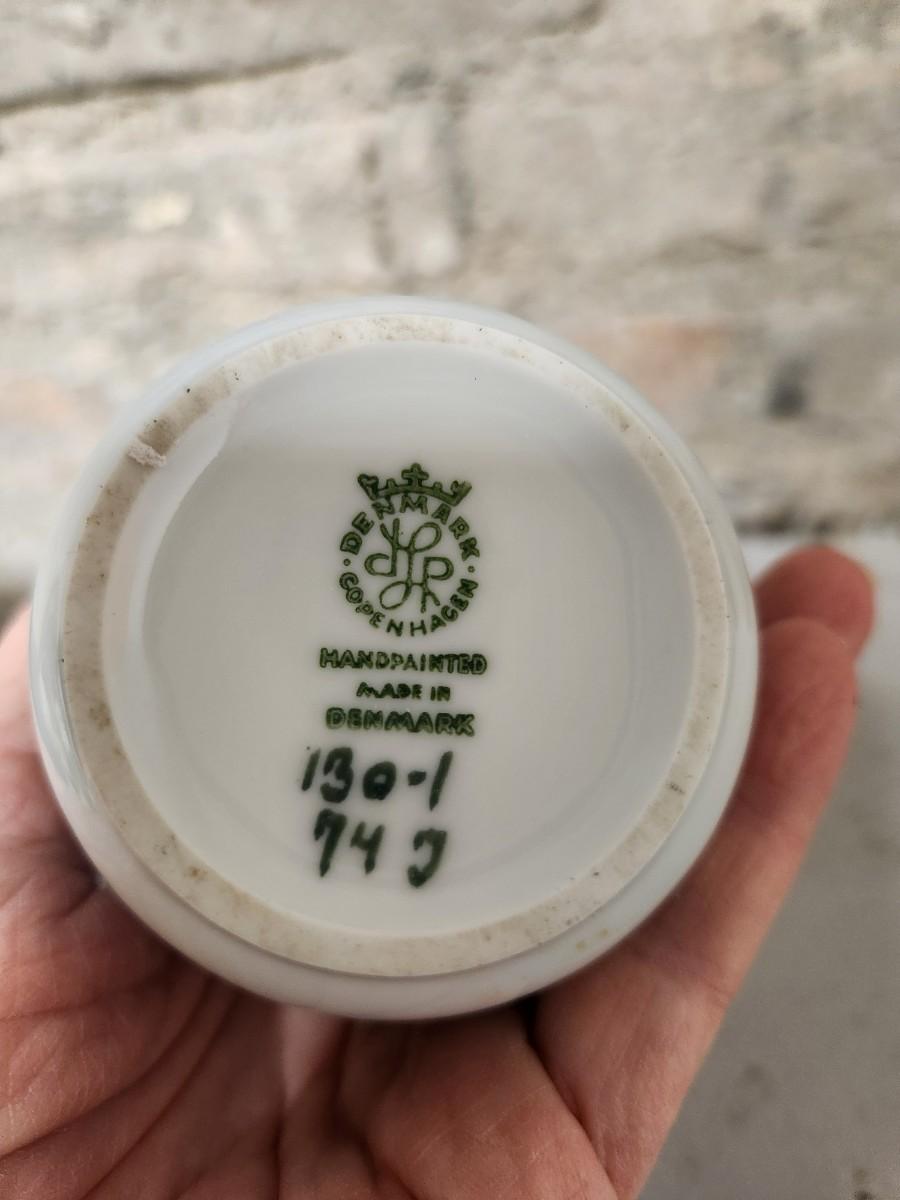 DENMARK
COPENHAGEN
HANDPAINTED
MADE IN
DENMARK
130-1
74 J